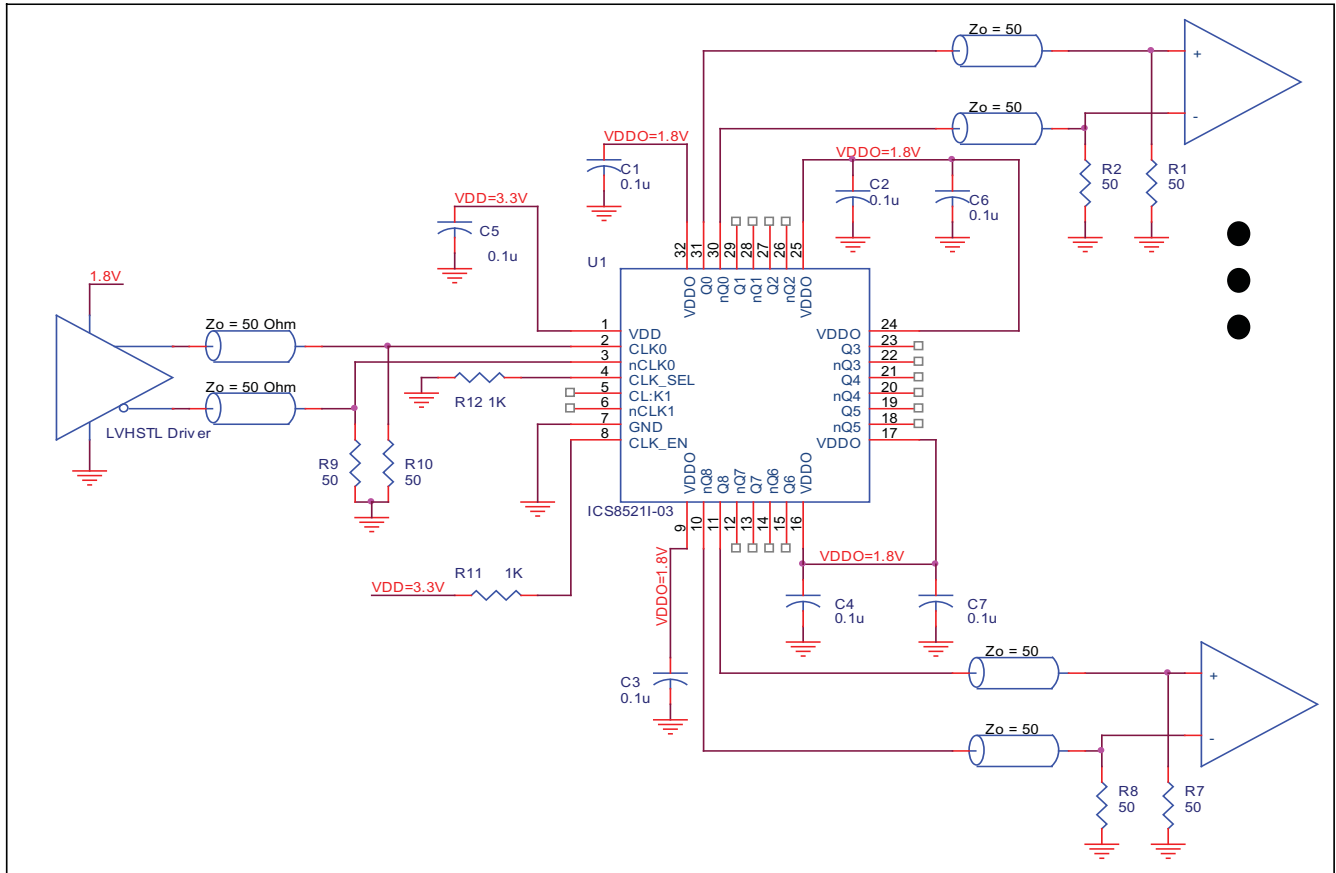 Zo = 50
+
-
Zo = 50
R2
50
R1
50
VDDO=1.8V
C1
0.1u
VDDO=1.8V
C2
0.1u
C6
0.1u
VDD=3.3V
C5
0.1u
U1
32
31
30
29
28
27
26
25
VDDO
Q0
nQ0
Q1
nQ1
Q2
nQ2
VDDO
1.8V
Zo = 50 Ohm
Zo = 50 Ohm
LVHSTL Driver
R9
50
R10
50
R12 1K
1
2
3
4
5
6
7
8
VDD
CLK0
nCLK0
CLK_SEL
CL:K1
nCLK1
GND
CLK_EN
VDDO
Q3
nQ3
Q4
nQ4
Q5
nQ5
VDDO
24
23
22
21
20
19
18
17
VDDO
nQ8
Q8
nQ7
Q7
nQ6
Q6
VDDO
ICS8521I-03
9
10
11
12
13
14
15
16
VDD=3.3V
R11 1K
VDDO=1.8V
C3
0.1u
VDDO=1.8V
C4
0.1u
C7
0.1u
Zo = 50
+
-
Zo = 50
R8
50
R7
50